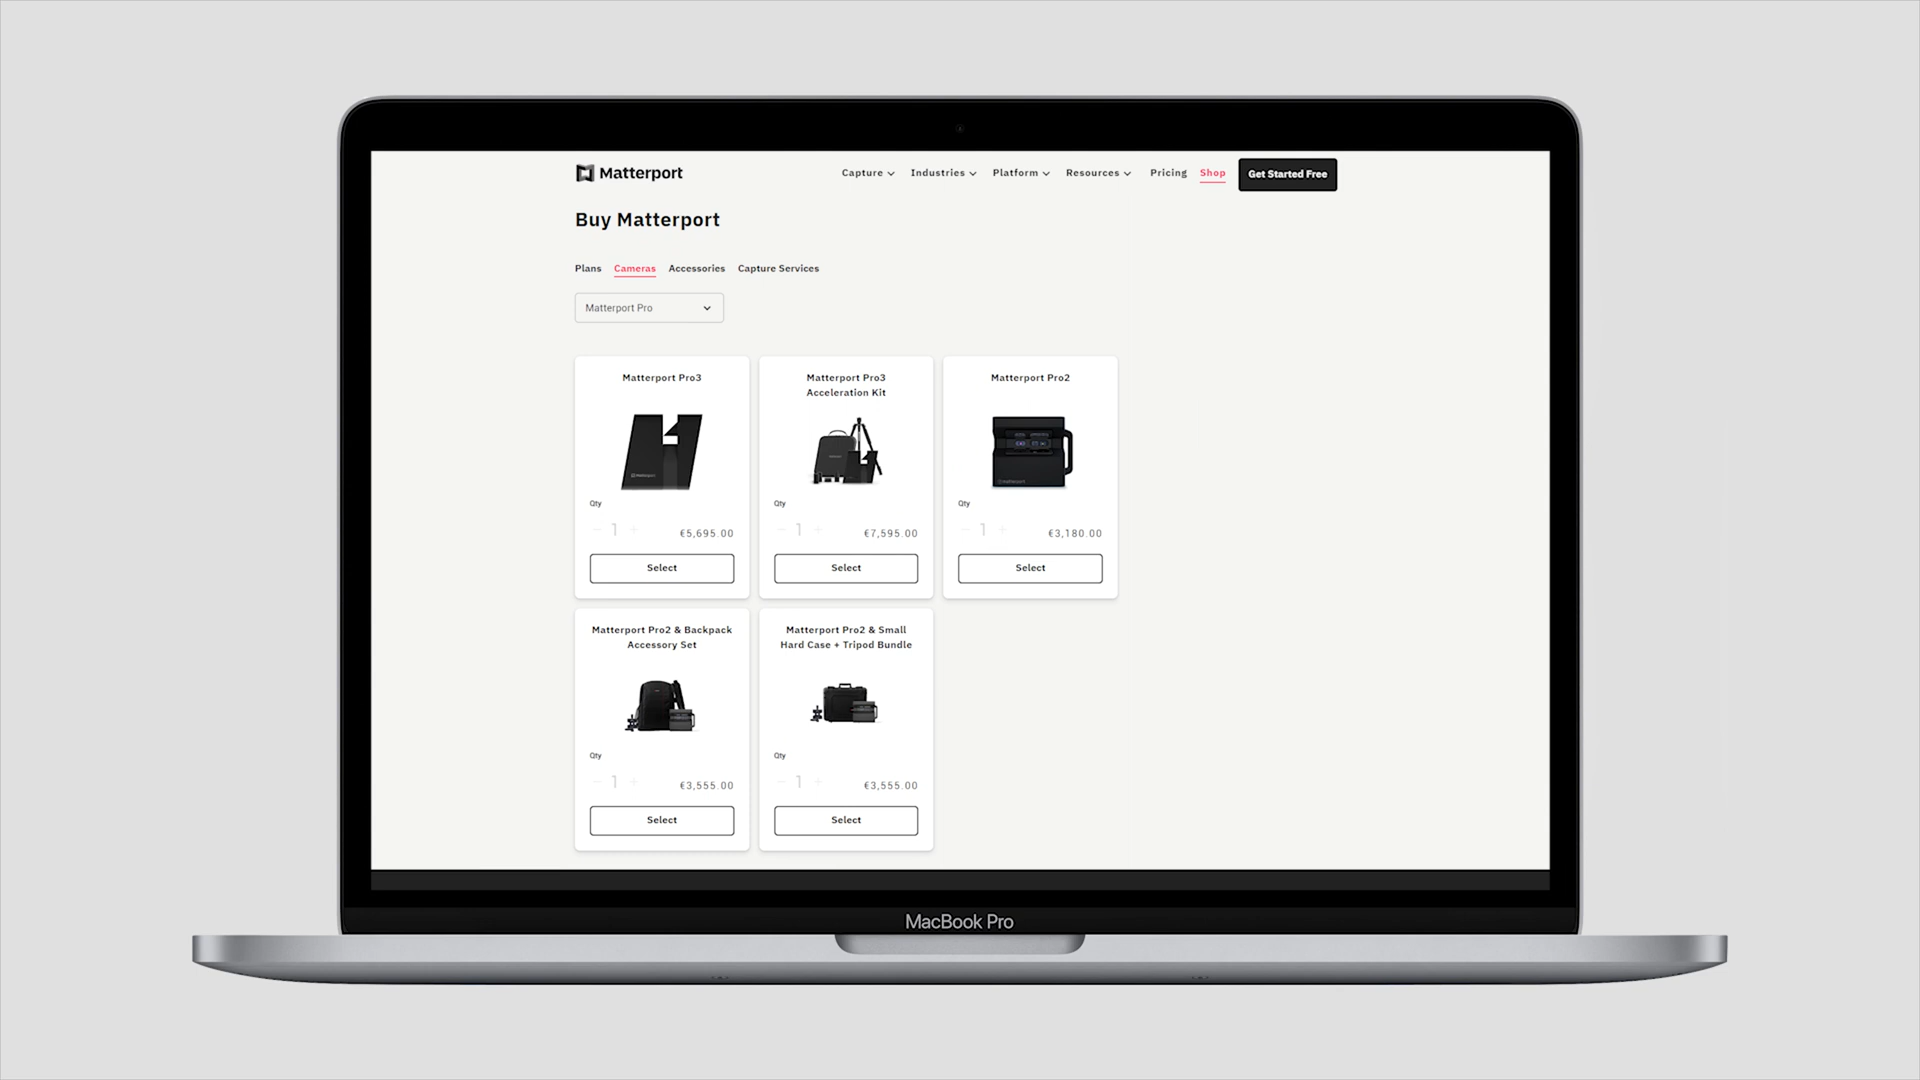 Matterport
Capture Industries Platform Resources Pricing Shop Get Started Free
Buy Matterport
Plans Cameras Accessories Capture Services
Matterport Pro
Matterport Pro3
Qty
1 €5,695.00
Select
Matterport Pro3
Acceleration Kit
Qty
1 €7,595.00
Select
Matterport Pro2
matterport
Qty
1 €3,180.00
Select
Matterport Pro2 & Backpack
Accessory Set
Qty
1 €3,555.00
Select
Matterport Pro2 & Small
Hard Case + Tripod Bundle
Qty
1 €3,555.00
Select
MacBook Pro